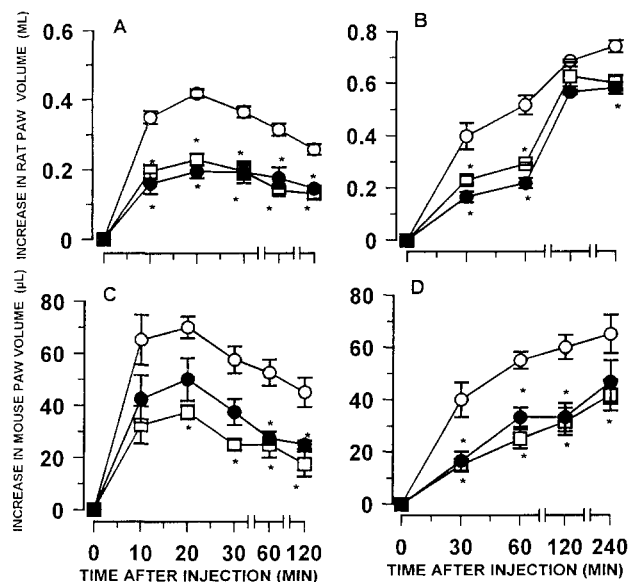 A
B
INCREASE IN RAT PAW VOLUME (ML)
0.6
0.4
0.2
0
0.8
0.6
0.4
0.2
0
C
D
INCREASE IN MOUSE PAW VOLUME (µL)
80
60
40
20
0
80
60
40
20
0
0 10 20 30 60 120
0 30 60 120 240
TIME AFTER INJECTION (MIN) TIME AFTER INJECTION (MIN)